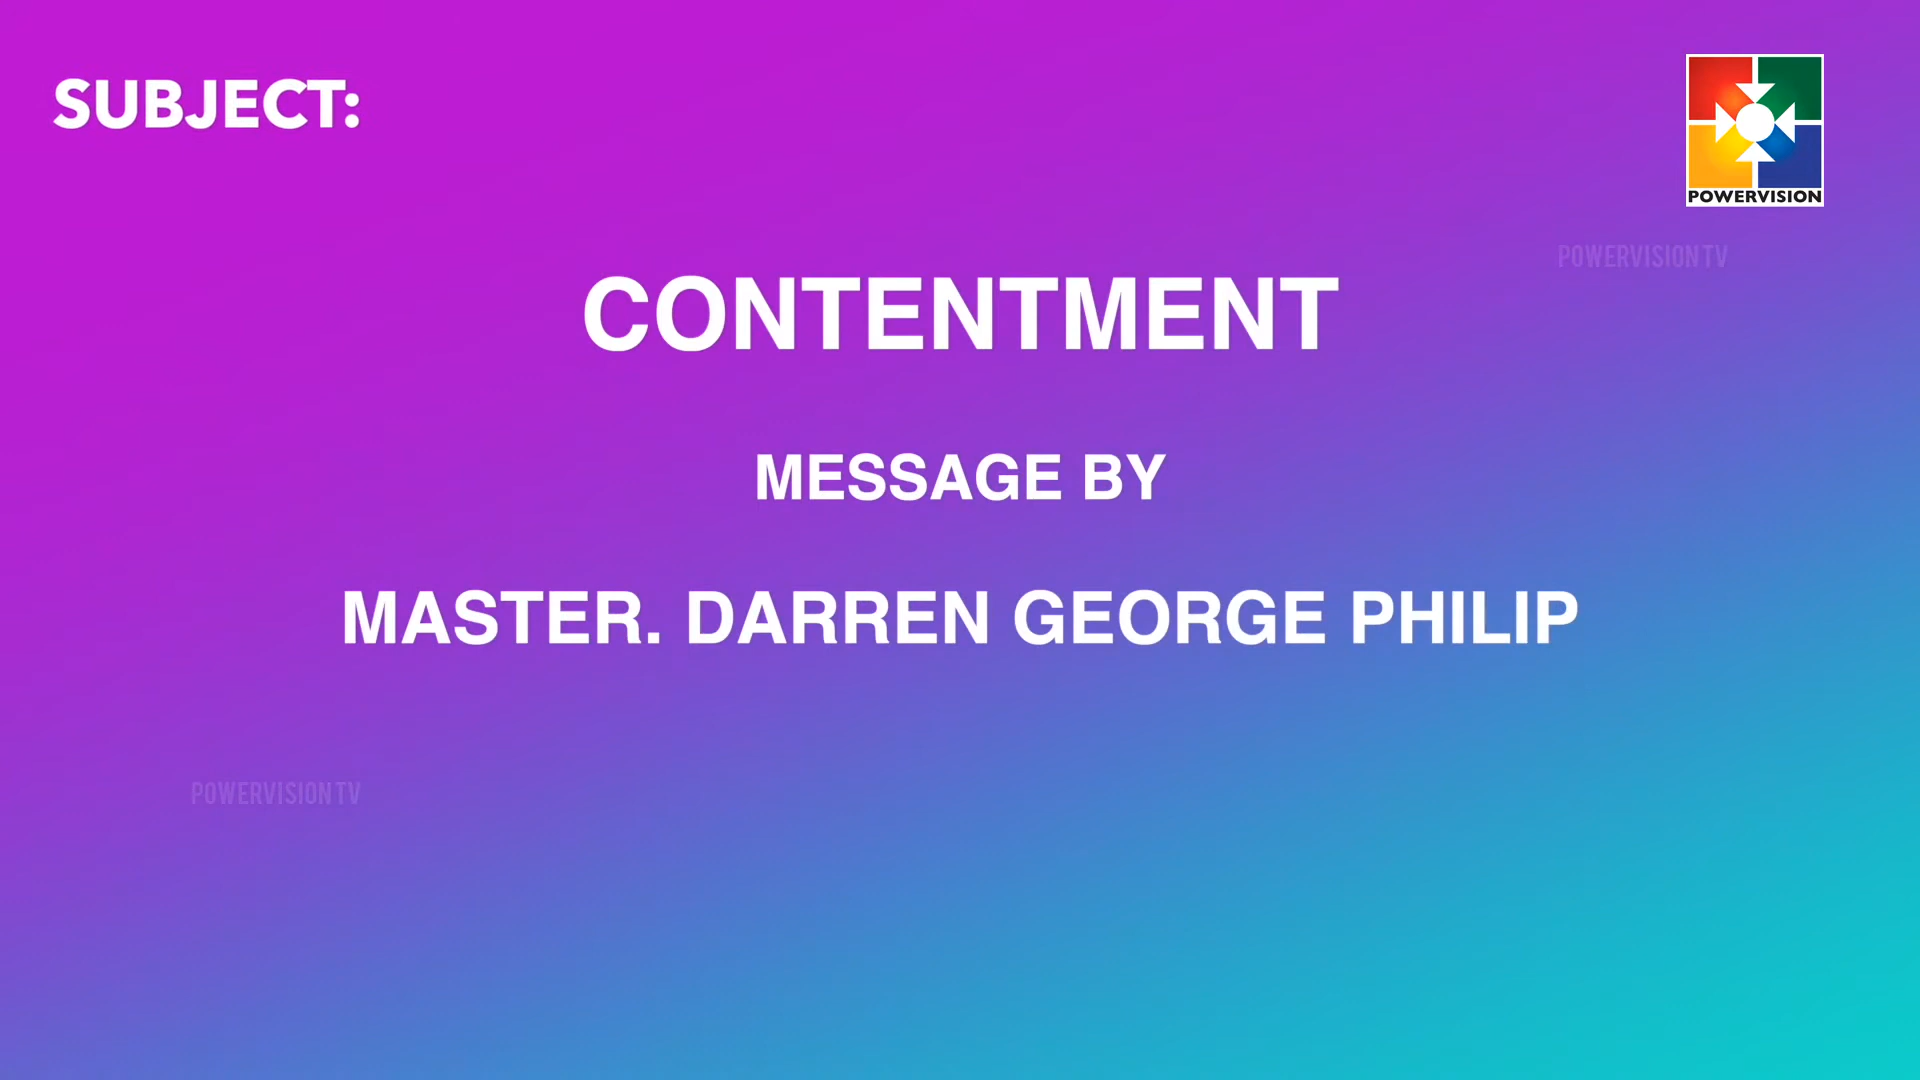 SUBJECT:
POWERVISION
POWERVISION TV
CONTENTMENT
MESSAGE BY
MASTER. DARREN GEORGE PHILIP
POWERVISION TV